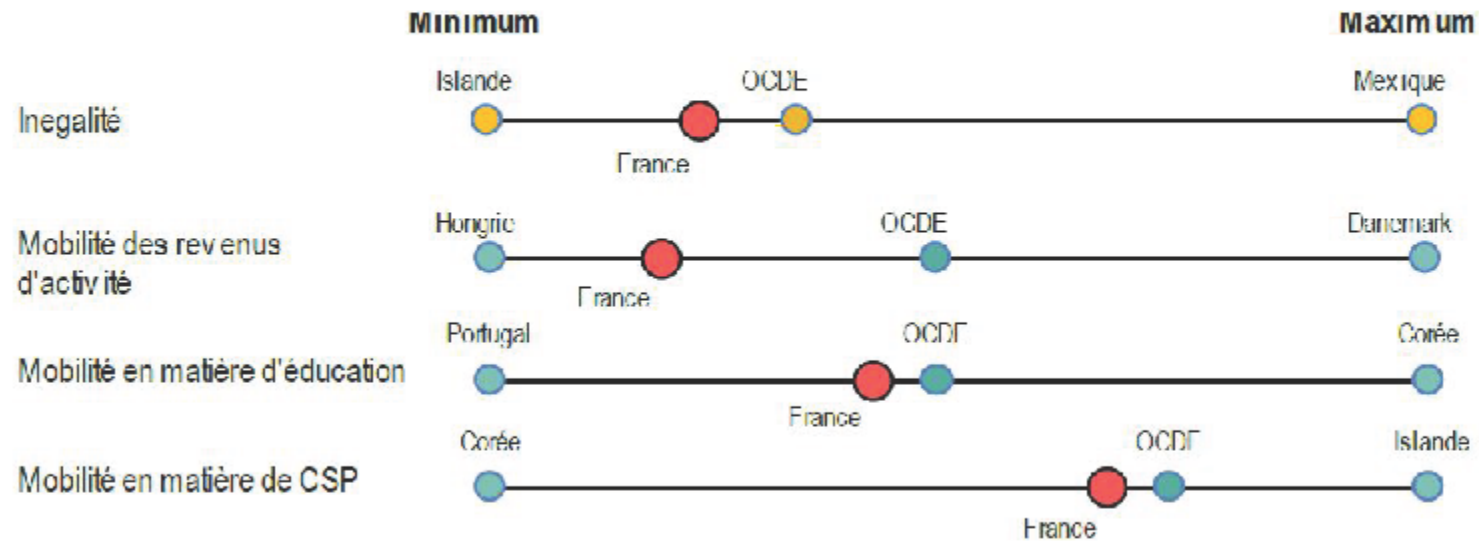 Minimum Maximum
Islande OCDE Mexique
Inegalité
France
Hongrie OCDE Danemark
Mobilité des revenus
d'activité
France
Portugal OCDE Corée
Mobilité en matière d'éducation
France
Corée OCDE Islande
Mobilité en matière de CSP
France